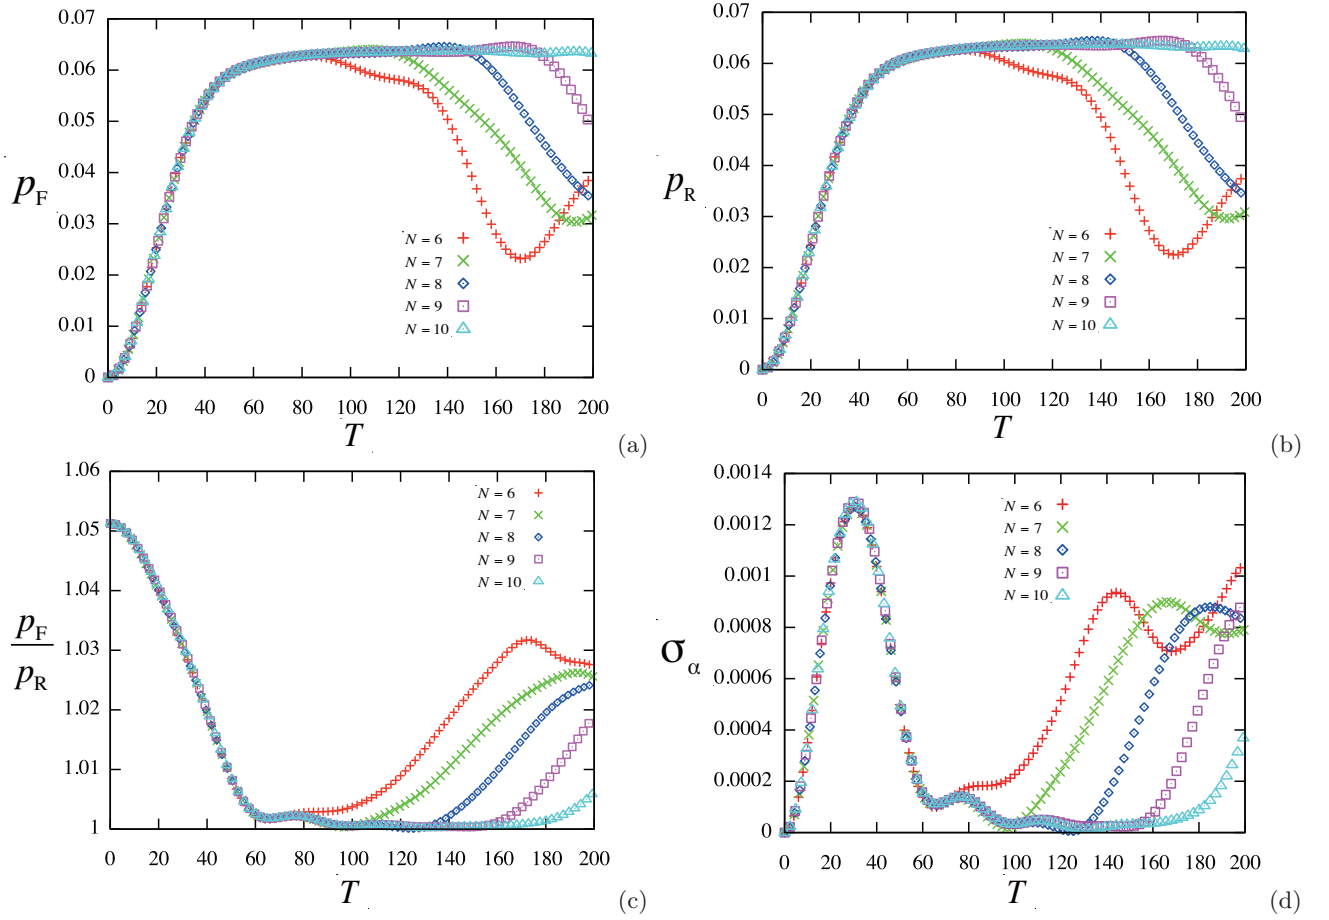 0.07
0.06
0.05
0.04
0.03
0.02
0.01
0
p_F
N = 6
N = 7
N = 8
N = 9
N = 10
0 20 40 60 80 100 120 140 160 180 200
T
(a)
0.07
0.06
0.05
0.04
0.03
0.02
0.01
0
p_R
N = 6
N = 7
N = 8
N = 9
N = 10
0 20 40 60 80 100 120 140 160 180 200
T
(b)
1.06
1.05
1.04
1.03
1.02
1.01
1
p_F
p_R
N = 6
N = 7
N = 8
N = 9
N = 10
0 20 40 60 80 100 120 140 160 180 200
T
(c)
0.0014
0.0012
0.001
0.0008
0.0006
0.0004
0.0002
0
σ_α
N = 6
N = 7
N = 8
N = 9
N = 10
0 20 40 60 80 100 120 140 160 180 200
T
(d)